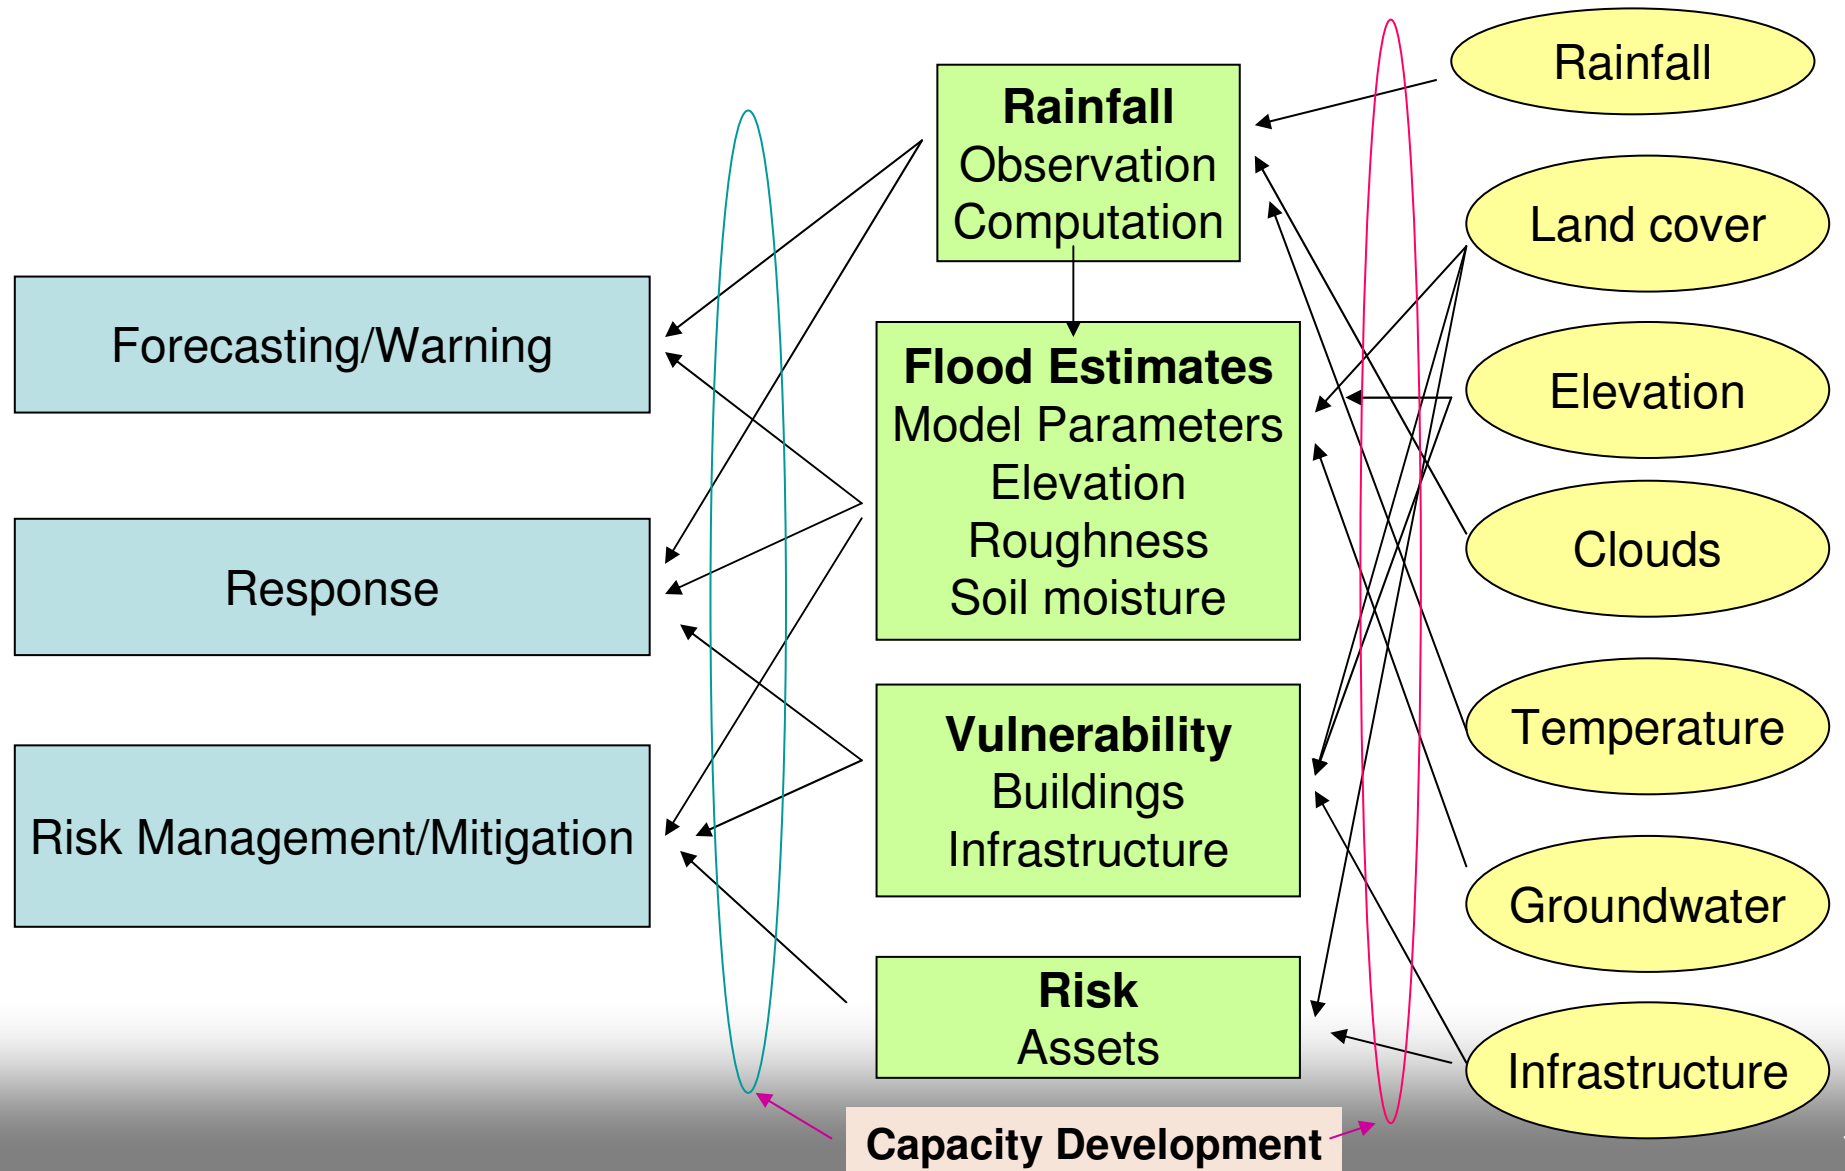 Forecasting/Warning
Response
Risk Management/Mitigation
Rainfall
Observation
Computation
Flood Estimates
Model Parameters
Elevation
Roughness
Soil moisture
Vulnerability
Buildings
Infrastructure
Risk
Assets
Capacity Development
Rainfall
Land cover
Elevation
Clouds
Temperature
Groundwater
Infrastructure